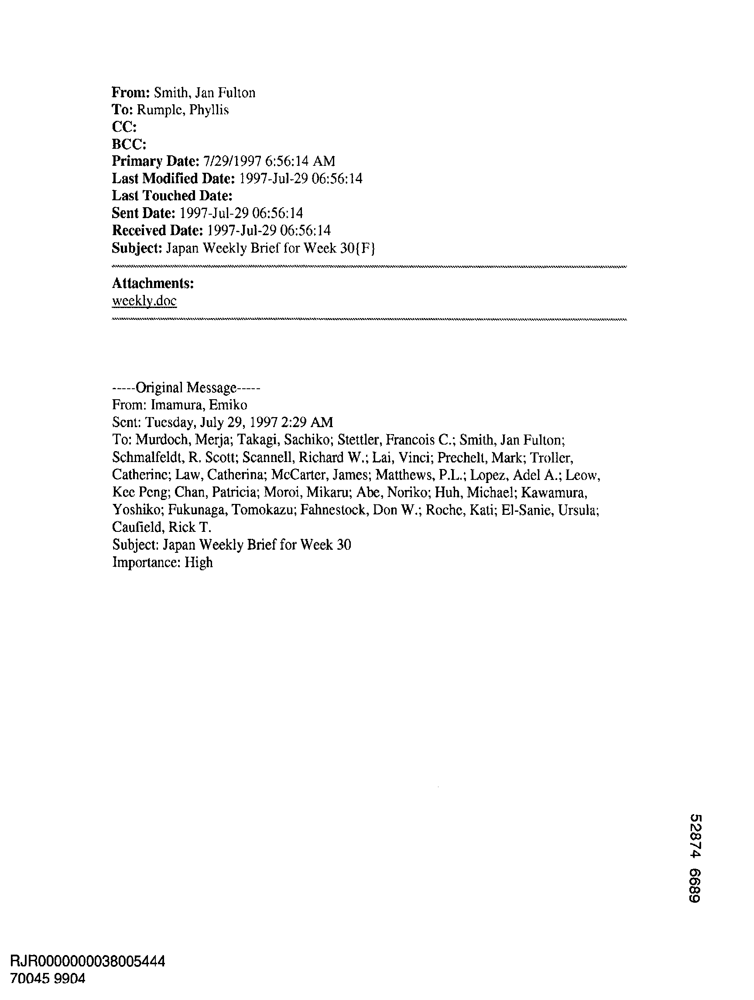 From: Smith, Jan Fulton
To: Rumple, Phyllis
CC:
BCC:
Primary Date: 7/29/1997 6:56:14 AM
Last Modified Date: 1997-Jul-29 06:56:14
Last Touched Date:
Sent Date: 1997-Jul-29 06:56:14
Received Date: 1997-Jul-29 06:56:14
Subject: Japan Weekly Brief for Week 30{F}
Attachments:
weekly.doc
-----Original Message-----
From: Imamura, Emiko
Sent: Tuesday, July 29, 1997 2:29 AM
To: Murdoch, Merja; Takagi, Sachiko; Stettler, Francois C.; Smith, Jan Fulton;
Schmalfeldt, R. Scott; Scannell, Richard W.; Lai, Vinci; Prechelt, Mark; Troller,
Catherine; Law, Catherina; McCarter, James; Matthews, P.L.; Lopez, Adel A.; Leow,
Kee Peng; Chan, Patricia; Moroi, Mikaru; Abe, Noriko; Huh, Michael; Kawamura,
Yoshiko; Fukunaga, Tomokazu; Fahnestock, Don W.; Roche, Kati; El-Sanie, Ursula;
Caufield, Rick T.
Subject: Japan Weekly Brief for Week 30
Importance: High
52874 6689
RJR0000000038005444
70045 9904